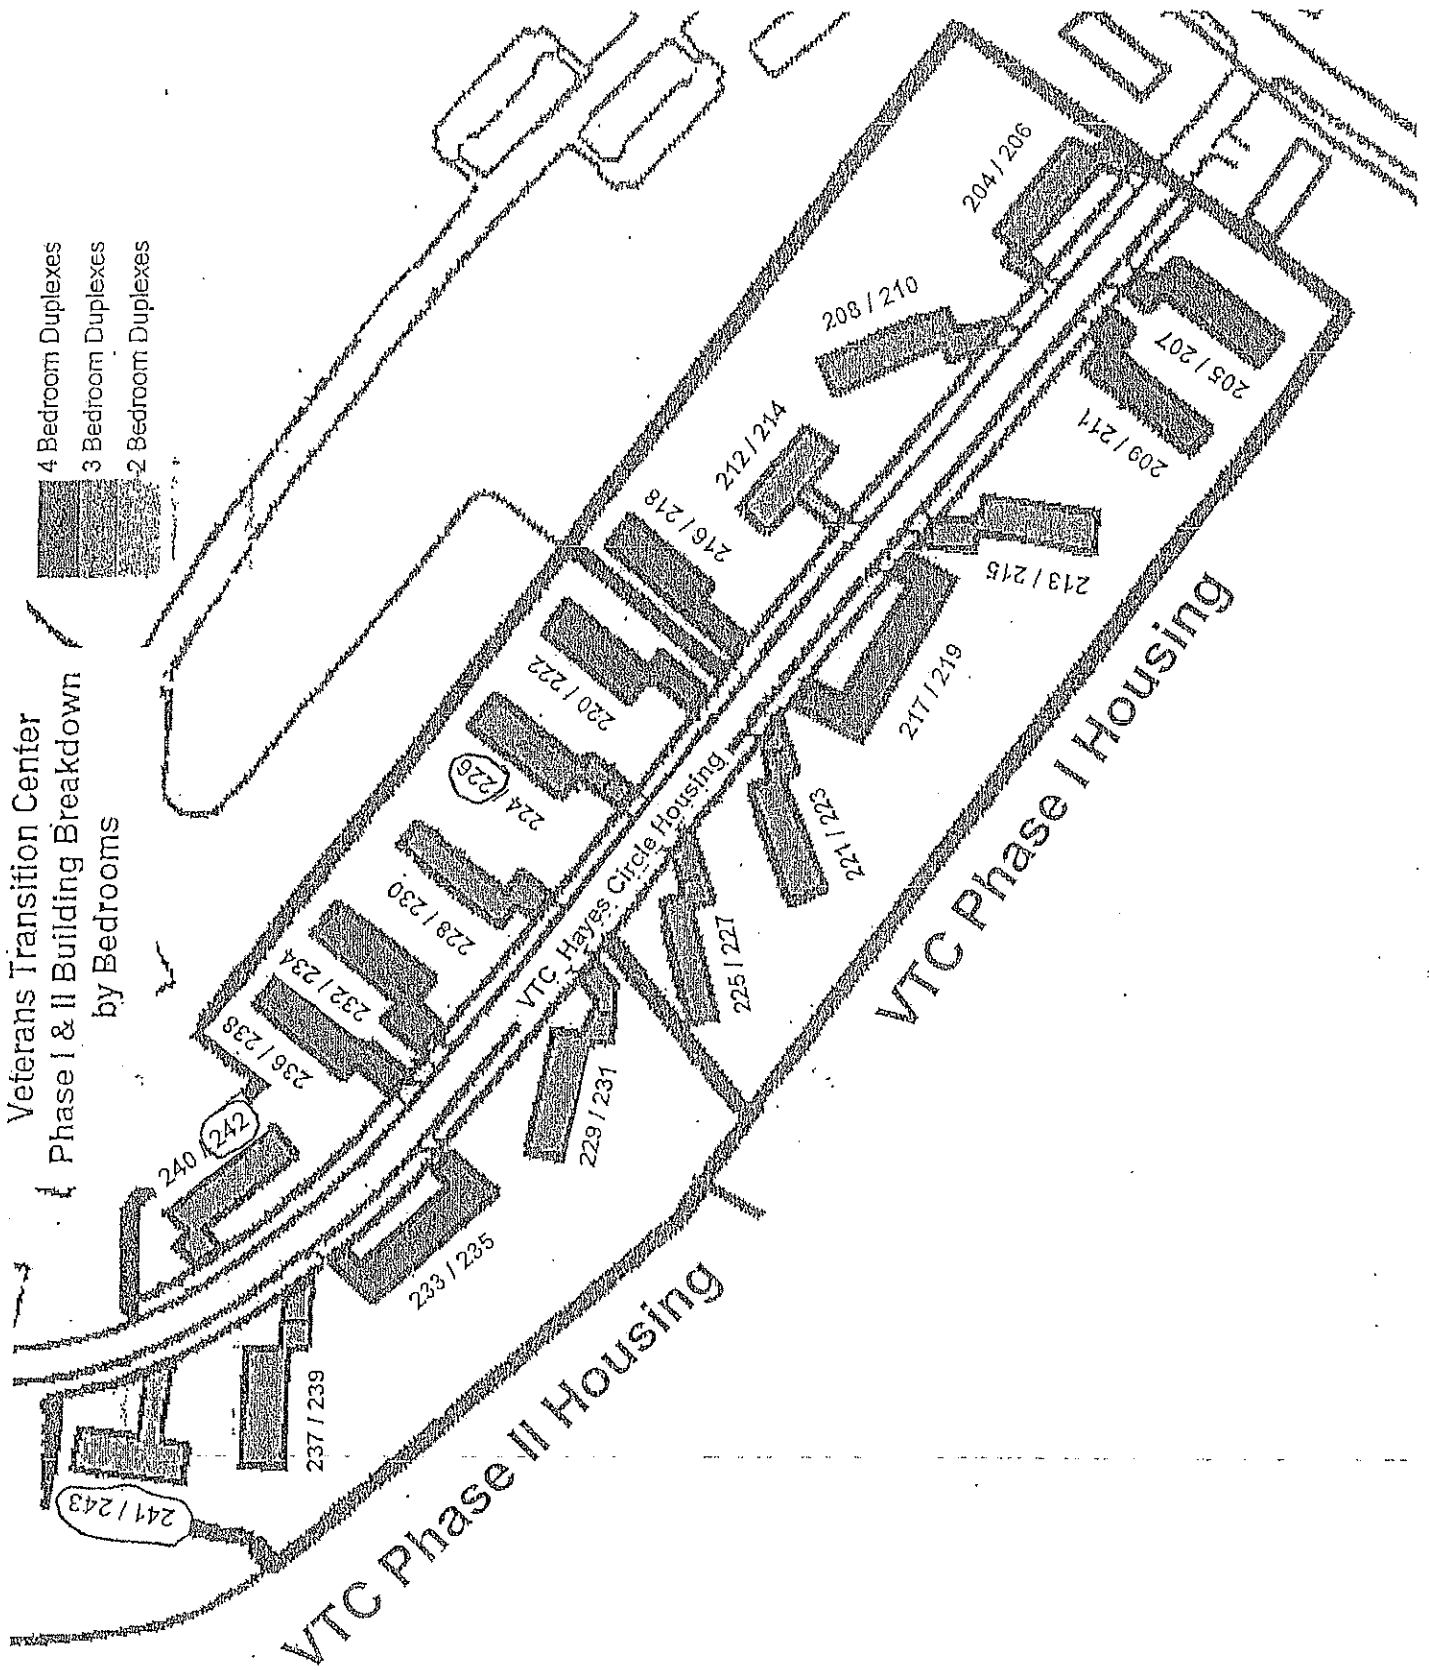 Veterans Transition Center
Phase I & II Building Breakdown
by Bedrooms
4 Bedroom Duplexes
3 Bedroom Duplexes
2 Bedroom Duplexes
204 / 206
208 / 210
212 / 214
216 / 218
220 / 222
224 / 226
228 / 230
232 / 234
236 / 238
240 / 242
VTC Hayes Circle Housing
205 / 207
209 / 211
213 / 215
217 / 219
221 / 223
225 / 227
229 / 231
233 / 235
237 / 239
241 / 243
VTC Phase I Housing
VTC Phase II Housing